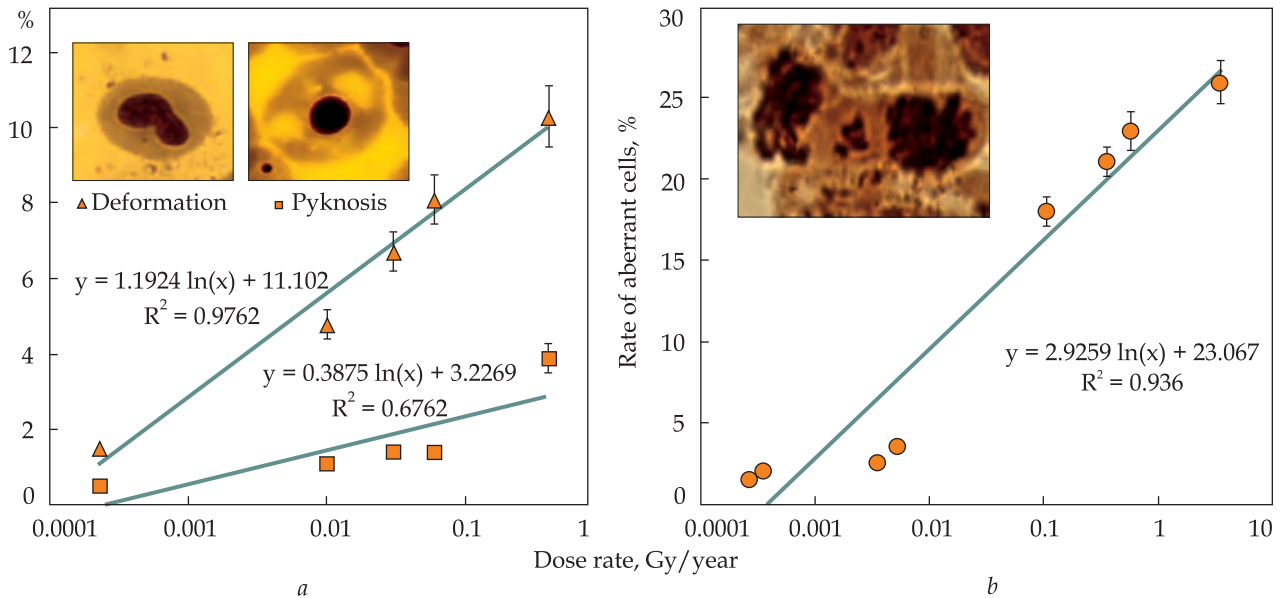 %
12
10
8
6
4
2
0
0.0001
0.001
0.01
0.1
1
Deformation
Pyknosis
y = 1.1924 ln(x) + 11.102
R² = 0.9762
y = 0.3875 ln(x) + 3.2269
R² = 0.6762
a
Dose rate, Gy/year
Rate of aberrant cells, %
30
25
20
15
10
5
0
0.0001
0.001
0.01
0.1
1
10
y = 2.9259 ln(x) + 23.067
R² = 0.936
b